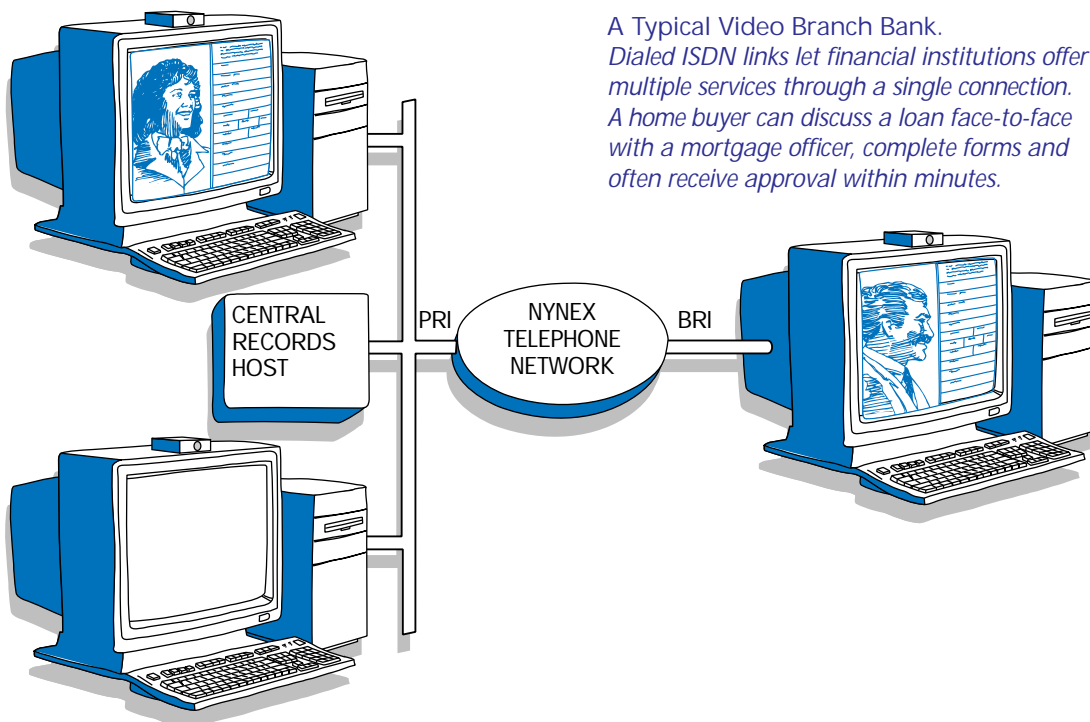 A Typical Video Branch Bank.
Dialed ISDN links let financial institutions offer
multiple services through a single connection.
A home buyer can discuss a loan face-to-face
with a mortgage officer, complete forms and
often receive approval within minutes.
CENTRAL
RECORDS
HOST
PRI
NYNEX
TELEPHONE
NETWORK
BRI